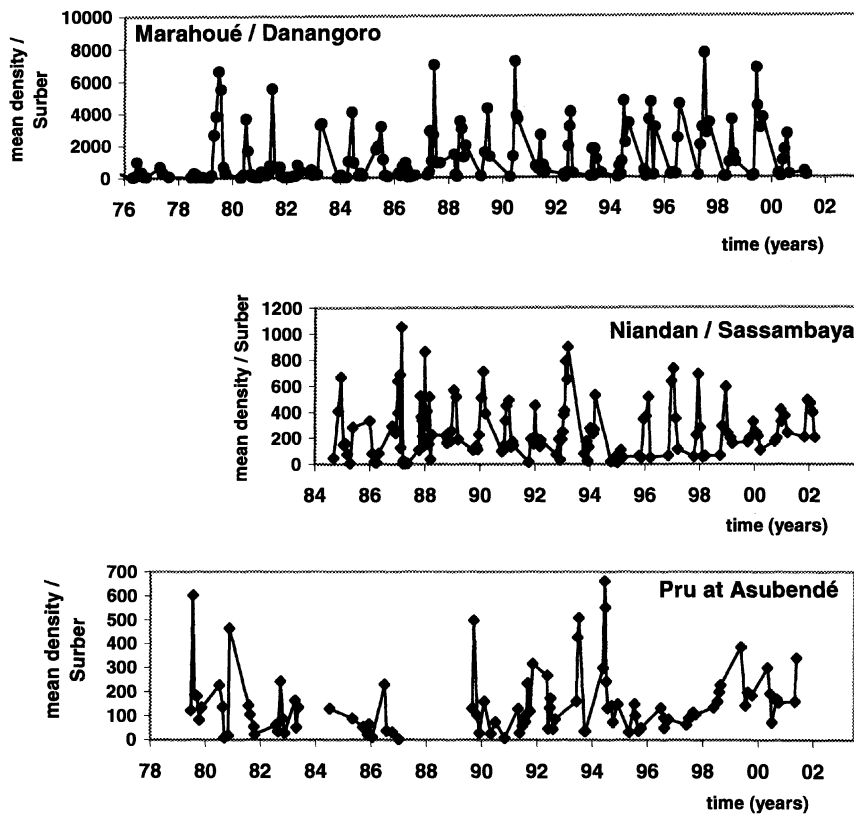 Marahoué / Danangoro
mean density /
Surber
10000
8000
6000
4000
2000
0
76 78 80 82 84 86 88 90 92 94 96 98 00 02
time (years)
Niandan / Sassambaya
mean density / Surber
1200
1000
800
600
400
200
0
84 86 88 90 92 94 96 98 00 02
time (years)
Pru at Asubendé
mean density /
Surber
700
600
500
400
300
200
100
0
78 80 82 84 86 88 90 92 94 96 98 00 02
time (years)